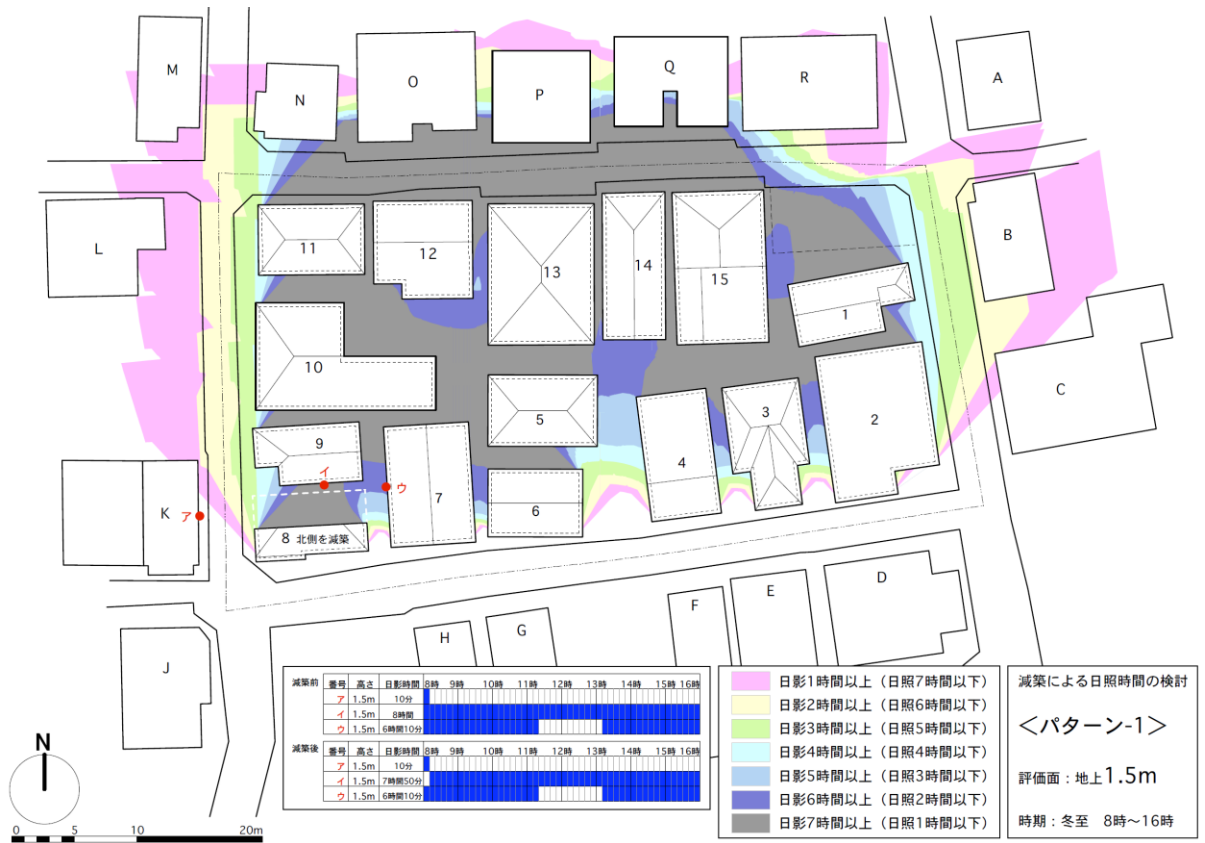 M
N
O
P
Q
R
A
L
B
11
12
13
14
15
1
10
C
5
3
2
9
イ
4
ウ
7
6
K ア
8 北側を減築
J
H
G
F
E
D
減築前 番号 高さ 日影時間 8時 9時 10時 11時 12時 13時 14時 15時 16時
ア 1.5m 10分
イ 1.5m 8時間
ウ 1.5m 6時間10分
減築後 番号 高さ 日影時間 8時 9時 10時 11時 12時 13時 14時 15時 16時
ア 1.5m 10分
イ 1.5m 7時間50分
ウ 1.5m 6時間10分
日影1時間以上(日照7時間以下)
日影2時間以上(日照6時間以下)
日影3時間以上(日照5時間以下)
日影4時間以上(日照4時間以下)
日影5時間以上(日照3時間以下)
日影6時間以上(日照2時間以下)
日影7時間以上(日照1時間以下)
減築による日照時間の検討
<パターン-1>
評価面:地上1.5m
時期:冬至 8時~16時
N
0 5 10 20m